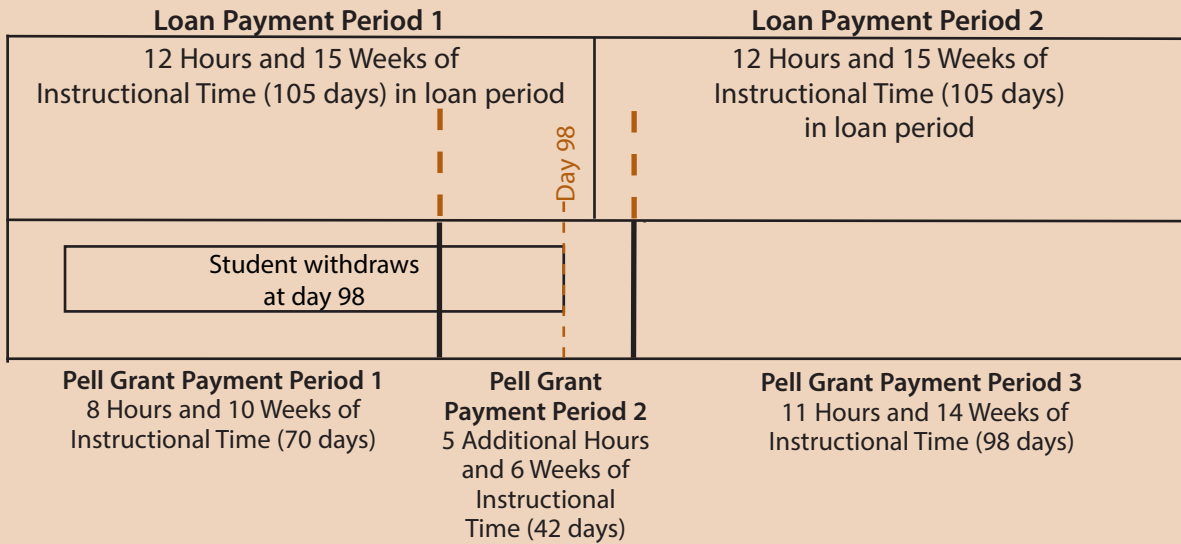 Loan Payment Period 1
Loan Payment Period 2
12 Hours and 15 Weeks of
Instructional Time (105 days) in loan period
12 Hours and 15 Weeks of
Instructional Time (105 days)
in loan period
Day 98
Student withdraws
at day 98
Pell Grant Payment Period 1
8 Hours and 10 Weeks of
Instructional Time (70 days)
Pell Grant
Payment Period 2
5 Additional Hours
and 6 Weeks of
Instructional
Time (42 days)
Pell Grant Payment Period 3
11 Hours and 14 Weeks of
Instructional Time (98 days)